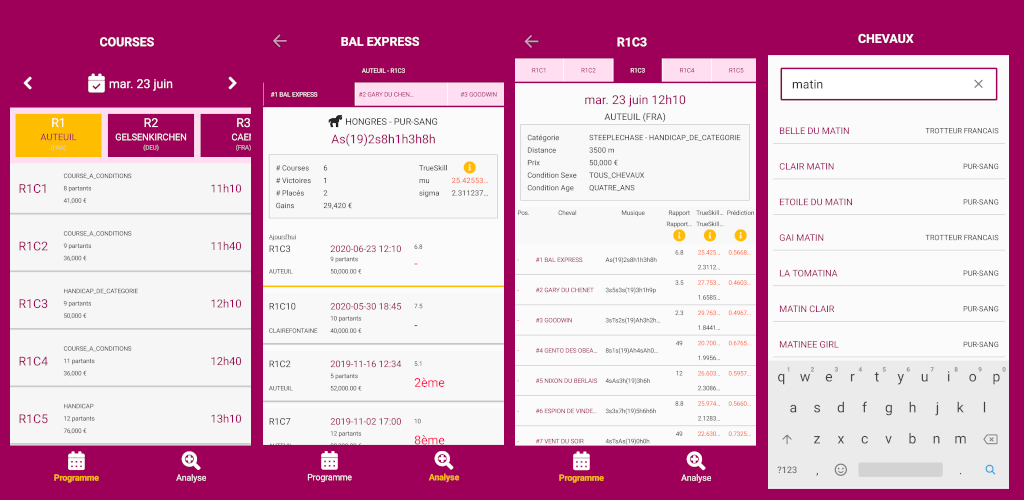 COURSES
mar. 23 juin
R1
AUTEUIL
(FRA)
R2
GELSENKIRCHEN
(DEU)
R3
CAEN
(FRA)
R1C1
COURSE_A_CONDITIONS
8 partants
41,000 €
11h10
R1C2
COURSE_A_CONDITIONS
9 partants
36,000 €
11h40
R1C3
HANDICAP_DE_CATEGORIE
9 partants
50,000 €
12h10
R1C4
COURSE_A_CONDITIONS
11 partants
36,000 €
12h40
R1C5
HANDICAP
12 partants
76,000 €
13h10
Programme
Analyse
BAL EXPRESS
AUTEUIL - R1C3
#1 BAL EXPRESS
#2 GARY DU CHEN...
#3 GOODWIN
HONGRES - PUR-SANG
As(19)2s8h1h3h8h
# Courses 6
# Victoires 1
# Placés 2
Gains 29,420 €
TrueSkill
mu 25.42553...
sigma 2.311237...
Ajourd'hui
R1C3
AUTEUIL
2020-06-23 12:10
9 partants
50,000.00 €
6.8
-
R1C10
CLAIREFONTAINE
2020-05-30 18:45
10 partants
40,000.00 €
7.5
-
R1C2
AUTEUIL
2019-11-16 12:34
5 partants
52,000.00 €
5.1
2ème
R1C7
2019-11-02 17:00
12 partants
10
8ème
Programme
Analyse
R1C3
R1C1
R1C2
R1C3
R1C4
R1C5
mar. 23 juin 12h10
AUTEUIL (FRA)
Catégorie STEEPLECHASE - HANDICAP_DE_CATEGORIE
Distance 3500 m
Prix 50,000 €
Condition Sexe TOUS_CHEVAUX
Condition Age QUATRE_ANS
Pos. Cheval Musique Rapport TrueSkill... Prédiction
Rapport... TrueSkill...
- #1 BAL EXPRESS As(19)2s8h1h3h8h 6.8 25.425... 0.5668...
2.3112...
- #2 GARY DU CHENET 3s5s3s(19)3h1h9p 3.5 27.753... 0.4603...
1.6585...
- #3 GOODWIN 3sTs2s(19)Ah3h2h... 2.3 29.763... 0.4967...
1.8441...
- #4 GENTO DES OBEA... 8s1s(19)Ah4sAh0... 49 20.700... 0.6765...
1.9956...
- #5 NIXON DU BERLAIS 4sAs3h(19)3h6h 12 26.603... 0.5957...
2.3086...
- #6 ESPION DE VINDE... 3s3s7h(19)5h6h6h 8.8 25.974... 0.5660...
2.1283...
- #7 VENT DU SOIR 4sTsAs(19)0h0h 49 22.630... 0.7325...
Programme
Analyse
CHEVAUX
matin
BELLE DU MATIN TROTTEUR FRANCAIS
CLAIR MATIN PUR-SANG
ETOILE DU MATIN PUR-SANG
GAI MATIN TROTTEUR FRANCAIS
LA TOMATINA PUR-SANG
MATIN CLAIR PUR-SANG
MATINEE GIRL PUR-SANG
1 2 3 4 5 6 7 8 9 0
q w e r t y u i o p
a s d f g h j k l
z x c v b n m
?123 , .